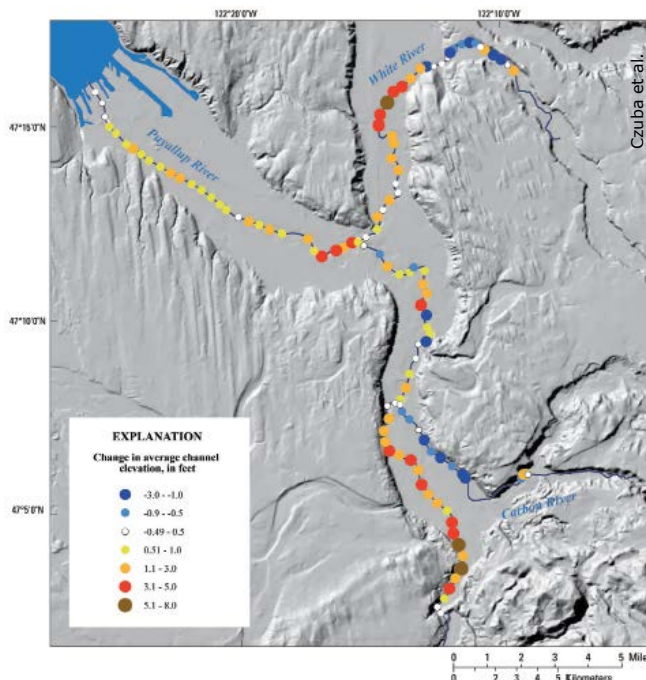 122°20'0"W
122°10'0"W
Czuba et al.
White River
47°15'0"
Puyallup River
47°10'0"
EXPLANATION
Change in average channel
elevation, in feet
-3.0 - -1.0
-0.9 - -0.5
-0.49 - 0.5
0.51 - 1.0
1.1 - 3.0
3.1 - 5.0
5.1 - 8.0
47°5'0"
Carbon River
0 1 2 3 4 5 Mile
0 1 2 3 4 5 Kilometers